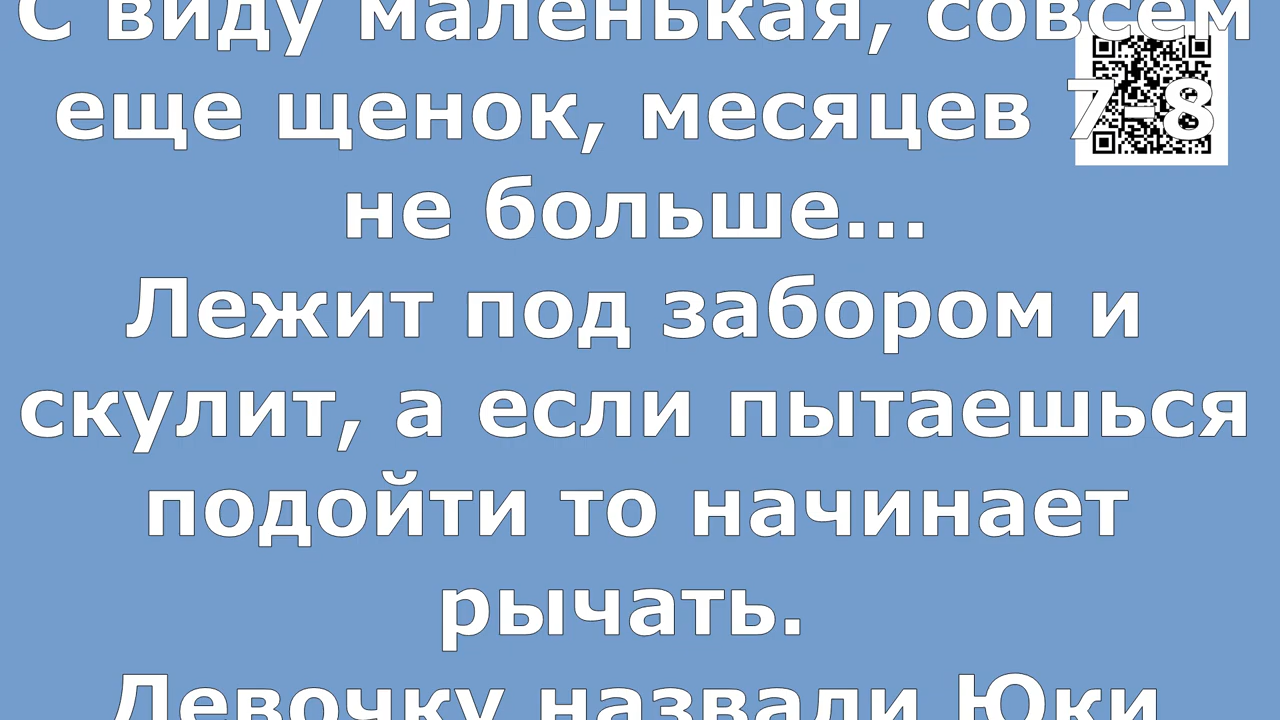 С виду маленькая, совсем
еще щенок, месяцев 7-8
не больше...
Лежит под забором и
скулит, а если пытаешься
подойти то начинает
рычать.
Девочку назвали Юки